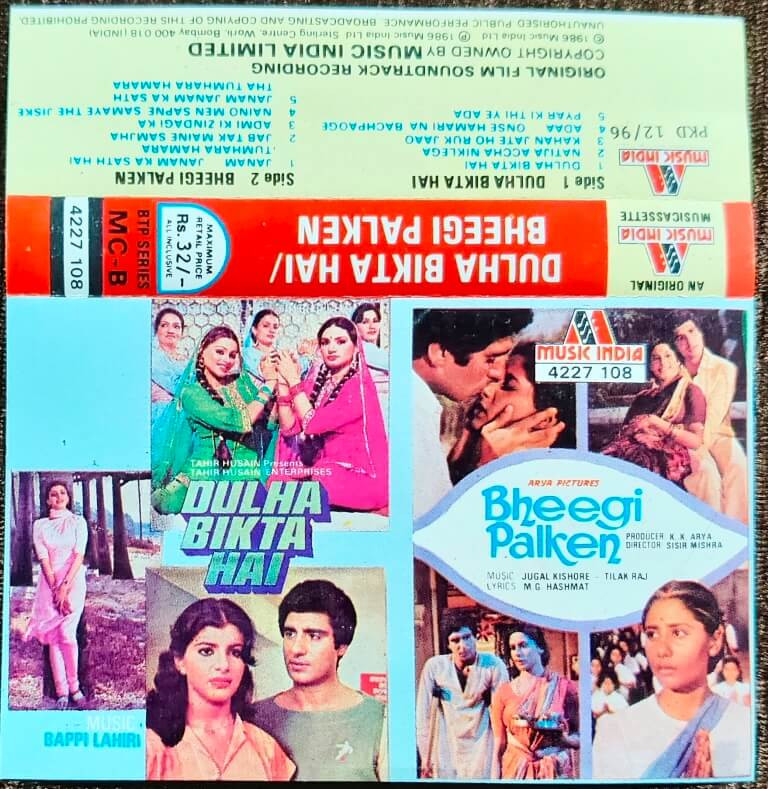 © 1986 Music India Ltd ℗ 1986 Music India Ltd Sterling Centre, Worli, Bombay 400 018 (INDIA)
UNAUTHORISED PUBLIC PERFORMANCE BROADCASTING AND COPYING OF THIS RECORDING PROHIBITED.
COPYRIGHT OWNED BY MUSIC INDIA LIMITED
ORIGINAL FILM SOUNDTRACK RECORDING
MUSIC INDIA
PKD 12/96
Side 1 DULHA BIKTA HAI
1 DULHA BIKTA HAI
2 NATIJA ACCHA NIKLEGA
3 KAHAN JATE HO RUK JAAO
4 ADAA ONSE HAMARI NA BACHPAOGE
5 PYAR KI THI YE ADA
Side 2 BHEEGI PALKEN
1 JANAM JANAM KA SATH HAI
TUMHARA HAMARA
2 JAB TAK MAINE SAMJHA
3 ADMI KI ZINDAGI KA
4 NAINO MEN SAPNE SAMAYE THE JISKE
5 JANAM JANAM KA SATH
THA TUMHARA HAMARA
AN ORIGINAL
MUSIC INDIA
MUSICASSETTE
DULHA BIKTA HAI/
BHEEGI PALKEN
MAXIMUM
RETAIL PRICE
Rs. 32/-
ALL INCLUSIVE
BTP SERIES
MC-B
4227 108
TAHIR HUSAIN Presents
TAHIR HUSAIN ENTERPRISES
DULHA
BIKTA
HAI
MUSIC
BAPPI LAHIRI
MUSIC INDIA
4227 108
ARYA PICTURES
Bheegi
Palken
PRODUCER K. K. ARYA
DIRECTOR SISIR MISHRA
MUSIC: JUGAL KISHORE - TILAK RAJ
LYRICS M.G. HASHMAT